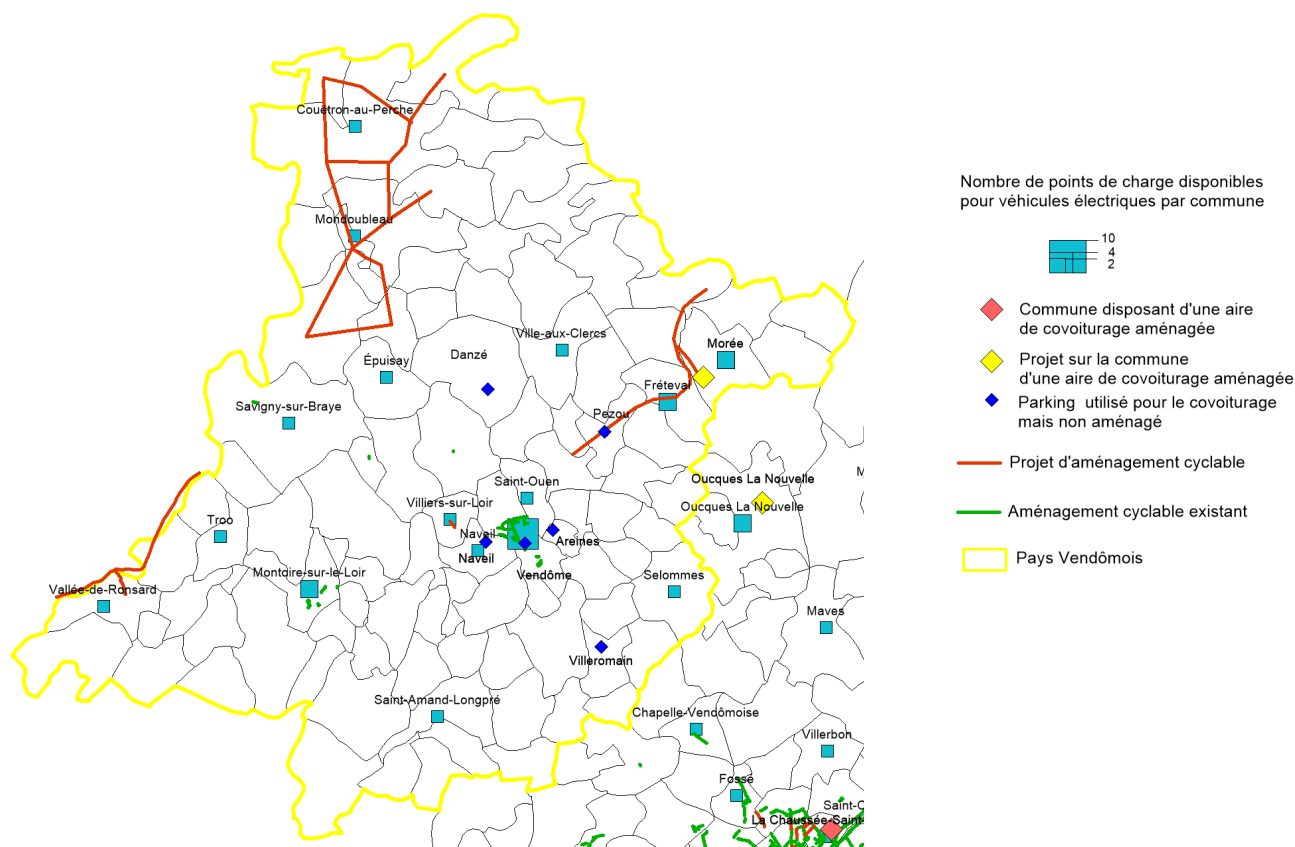 Couëtron-au-Perche
Mondoubleau
Ville-aux-Clercs
Danzé
Épuisay
Morée
Fréteval
Savigny-sur-Braye
Pezou
Oucques La Nouvelle
Saint-Ouen
Villiers-sur-Loir
Oucques La Nouvelle
Troo
Naveil
Areines
Naveil
Vendôme
Montoire-sur-le-Loir
Selommes
Vallée-de-Ronsard
Maves
Villeromain
Saint-Amand-Longpré
Chapelle-Vendômoise
Villerbon
Fossé
La Chaussée-Saint-
Nombre de points de charge disponibles
pour véhicules électriques par commune
10
4
2
Commune disposant d'une aire
de covoiturage aménagée
Projet sur la commune
d'une aire de covoiturage aménagée
Parking utilisé pour le covoiturage
mais non aménagé
Projet d'aménagement cyclable
Aménagement cyclable existant
Pays Vendômois